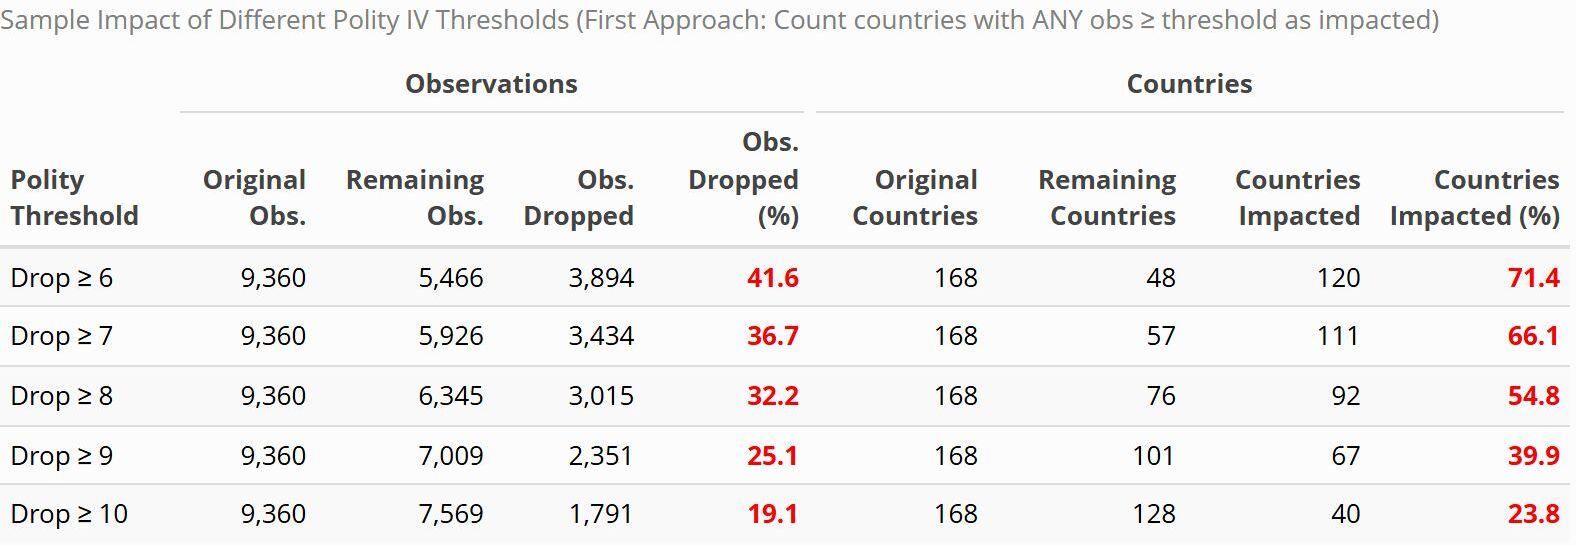 Sample Impact of Different Polity IV Thresholds (First Approach: Count countries with ANY obs ≥ threshold as impacted)
Observations Countries
Polity Threshold Original Obs. Remaining Obs. Obs. Dropped Obs. Dropped (%) Original Countries Remaining Countries Countries Impacted Countries Impacted (%)
Drop ≥ 6 9,360 5,466 3,894 41.6 168 48 120 71.4
Drop ≥ 7 9,360 5,926 3,434 36.7 168 57 111 66.1
Drop ≥ 8 9,360 6,345 3,015 32.2 168 76 92 54.8
Drop ≥ 9 9,360 7,009 2,351 25.1 168 101 67 39.9
Drop ≥ 10 9,360 7,569 1,791 19.1 168 128 40 23.8